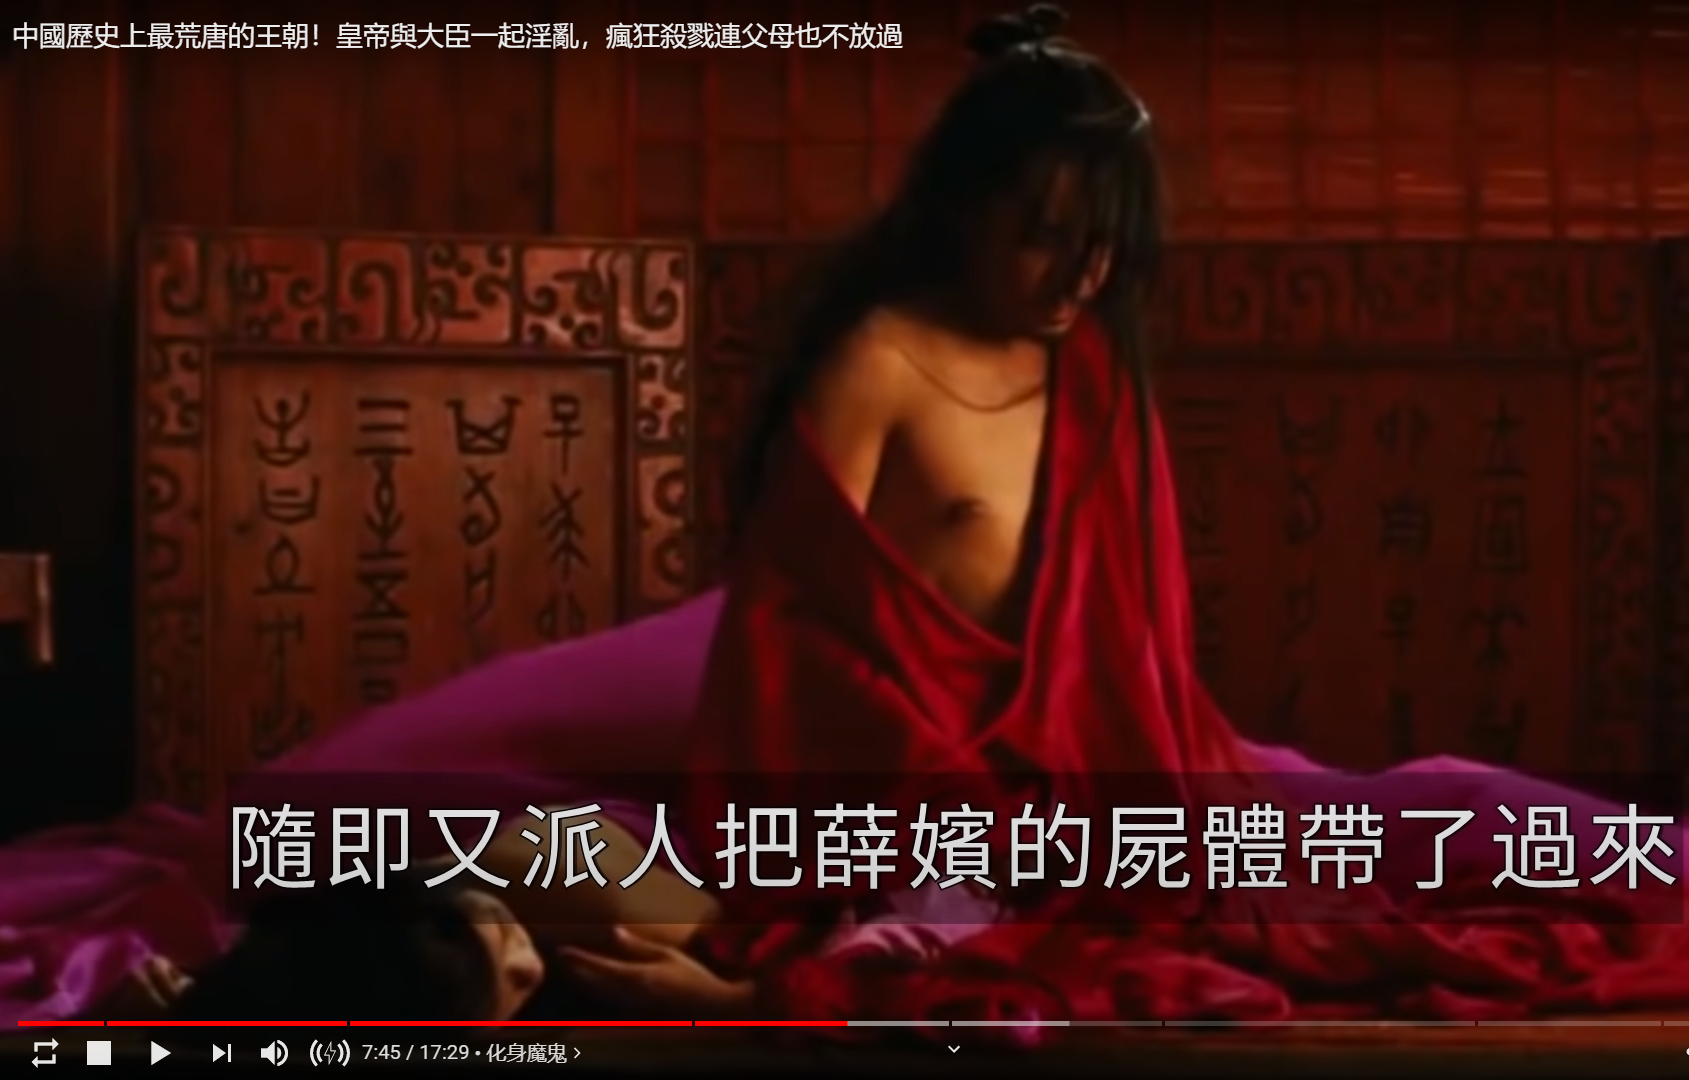 中國歷史上最荒唐的王朝！皇帝與大臣一起淫亂，瘋狂殺戮連父母也不放過
隨即又派人把薛嬪的屍體帶了過來
7:45 / 17:29 • 化身魔鬼 ›